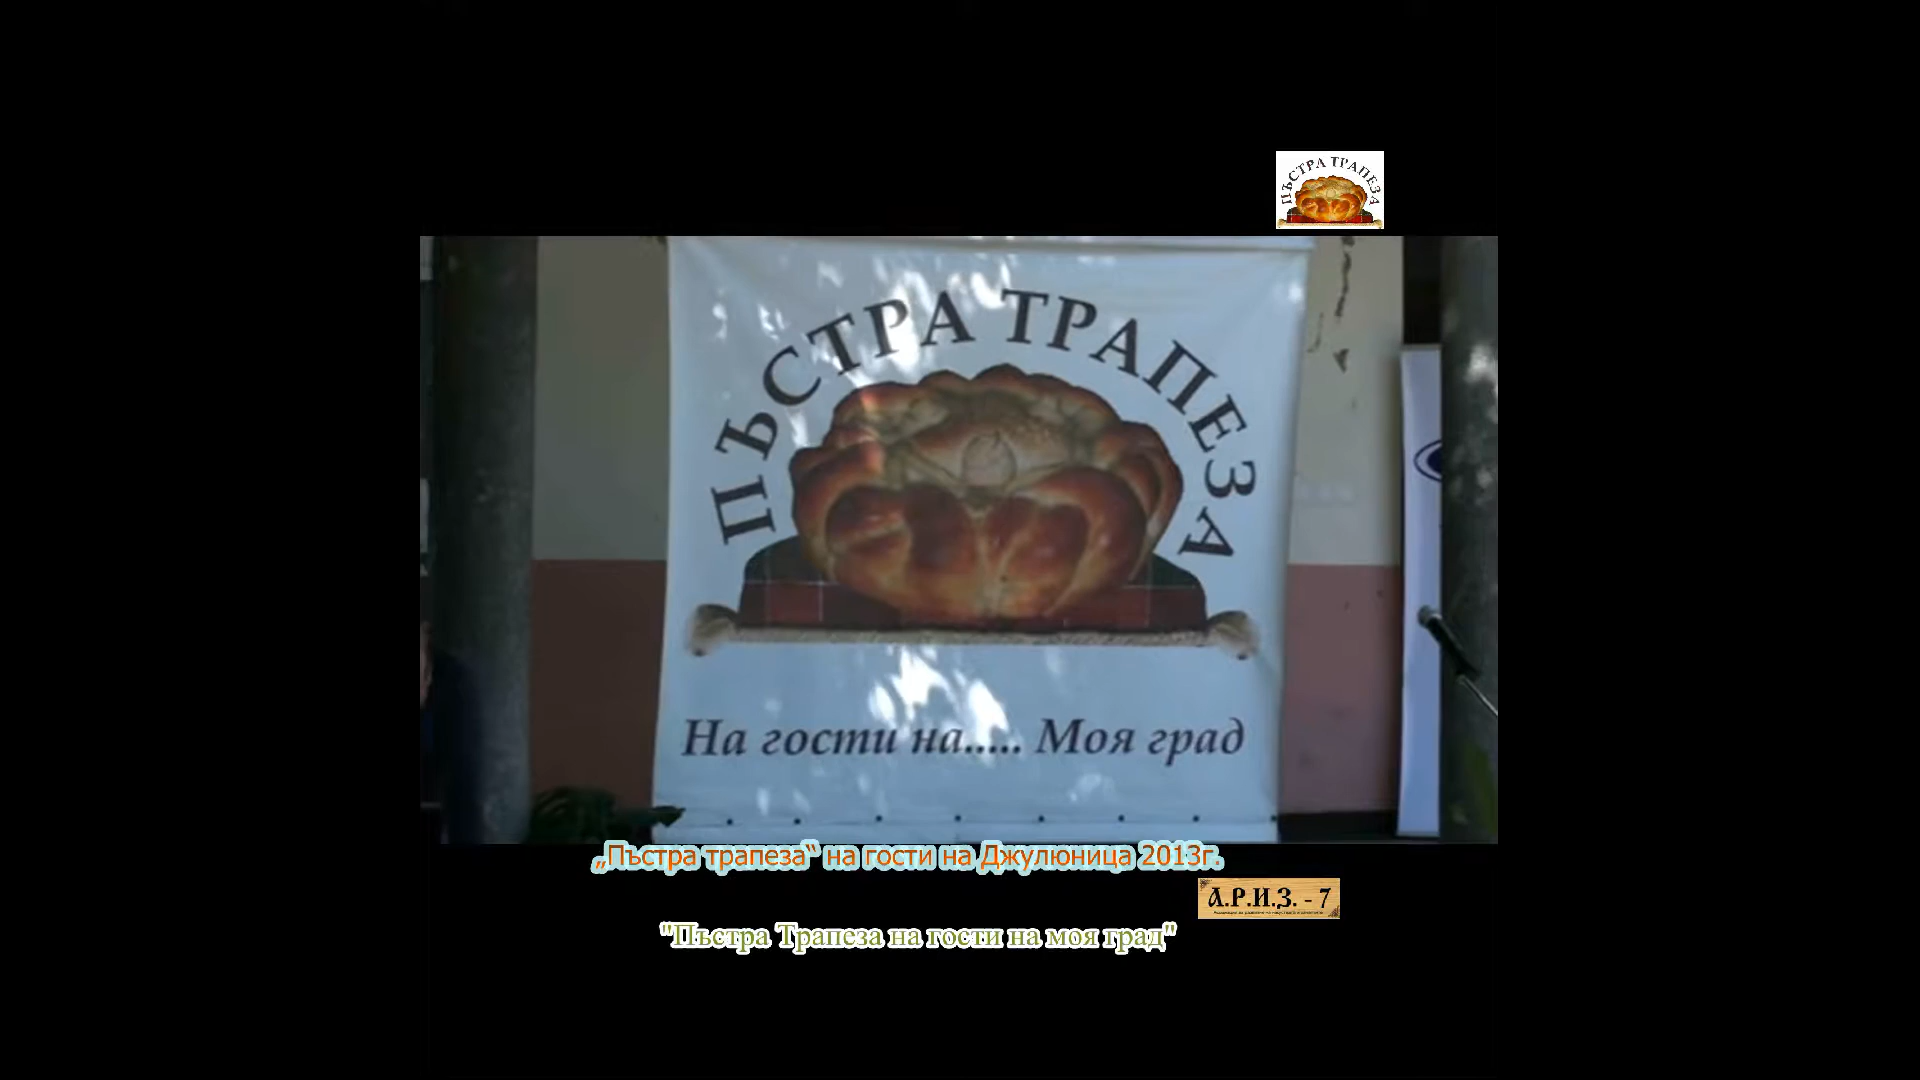 ПЪСТРА ТРАПЕЗА
ПЪСТРА ТРАПЕЗА
На гости на..... Моя град
„Пъстра трапеза“ на гости на Джулюница 2013г.
А.Р.И.З. - 7
"Пъстра Трапеза на гости на моя град"